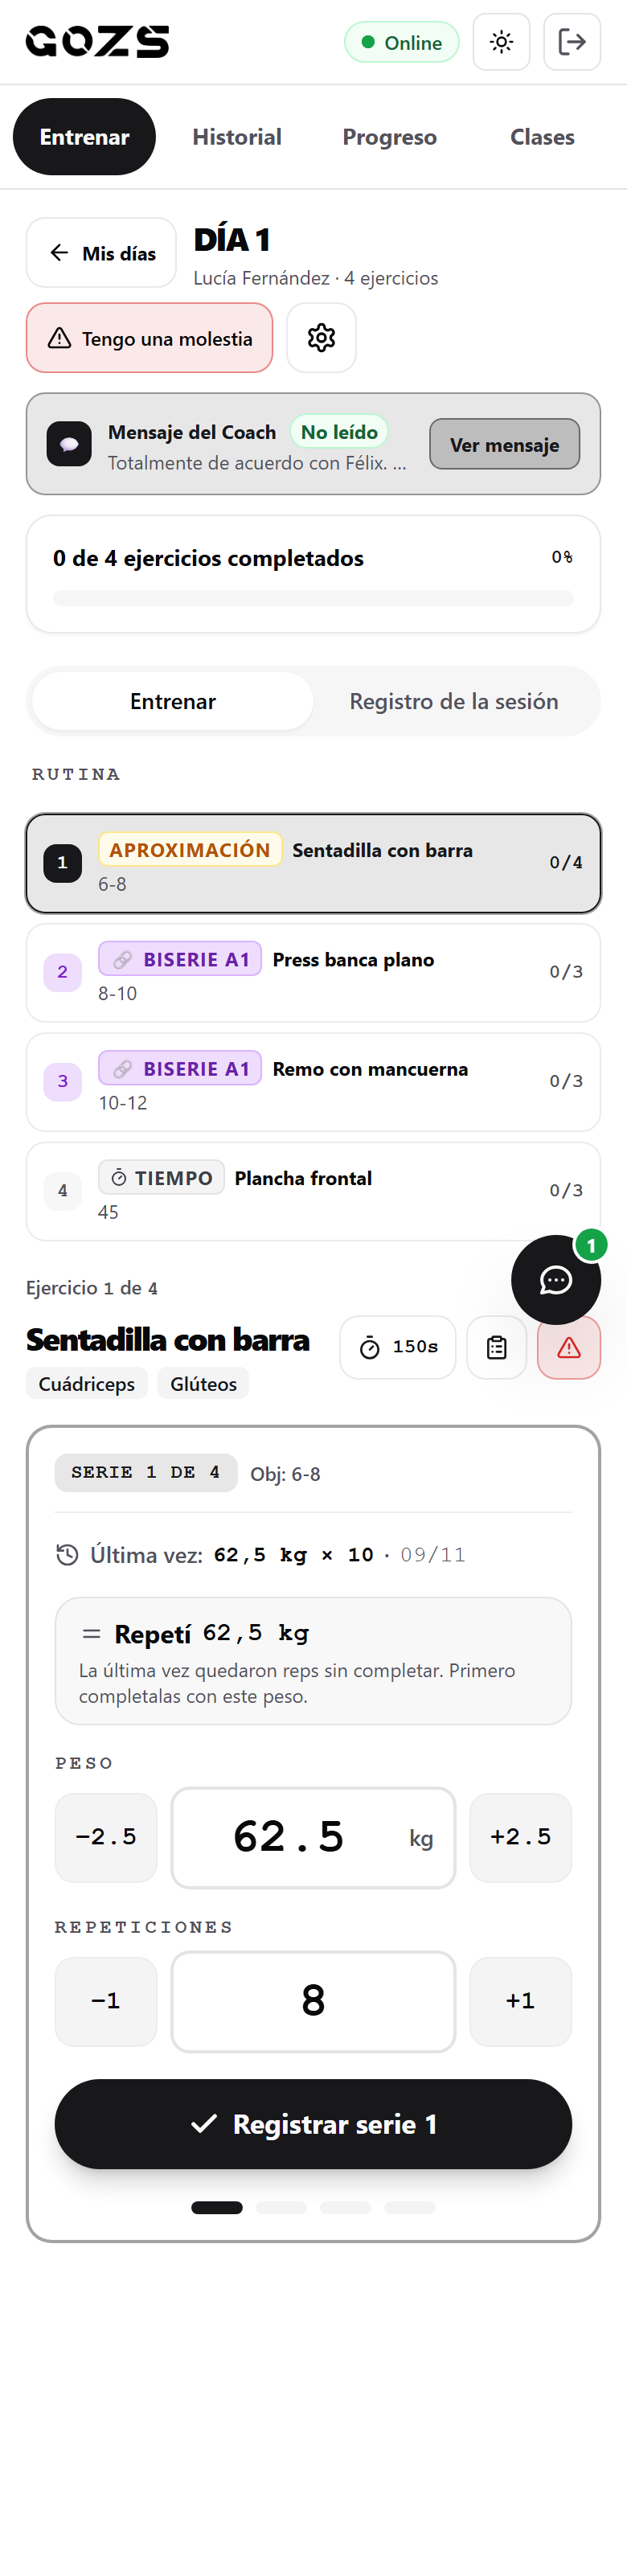 GOZS
Online
Entrenar Historial Progreso Clases
Mis días
DÍA 1
Lucía Fernández · 4 ejercicios
Tengo una molestia
Mensaje del Coach No leído
Totalmente de acuerdo con Félix. ...
Ver mensaje
0 de 4 ejercicios completados 0%
Entrenar Registro de la sesión
RUTINA
1 APROXIMACIÓN Sentadilla con barra 0/4
6-8
2 BISERIE A1 Press banca plano 0/3
8-10
3 BISERIE A1 Remo con mancuerna 0/3
10-12
4 TIEMPO Plancha frontal 0/3
45
1
Ejercicio 1 de 4
Sentadilla con barra 150s
Cuádriceps Glúteos
SERIE 1 DE 4 Obj: 6-8
Última vez: 62,5 kg × 10 · 09/11
= Repetí 62,5 kg
La última vez quedaron reps sin completar. Primero
completalas con este peso.
PESO
−2.5 62.5 kg +2.5
REPETICIONES
−1 8 +1
Registrar serie 1